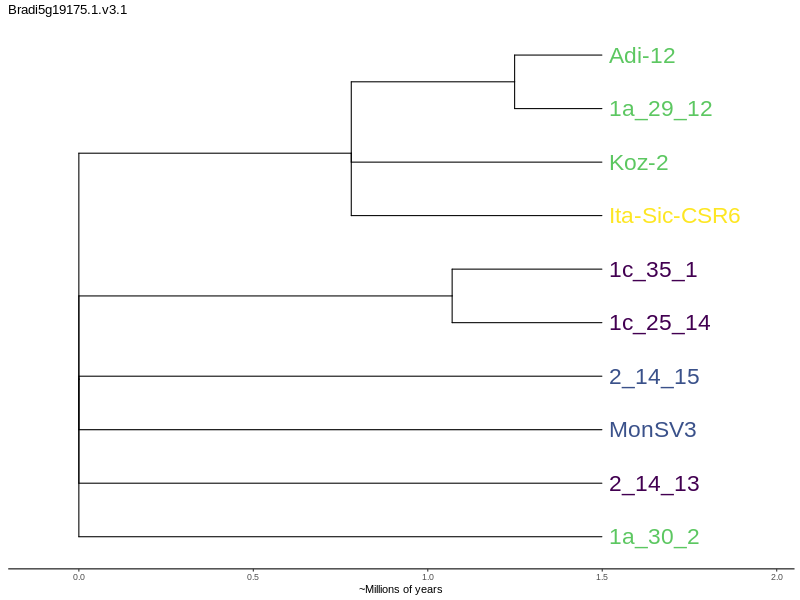 Bradi5g19175.1.v3.1
Adi-12
1a_29_12
Koz-2
Ita-Sic-CSR6
1c_35_1
1c_25_14
2_14_15
MonSV3
2_14_13
1a_30_2
0.0 0.5 1.0 1.5 2.0
~Millions of years